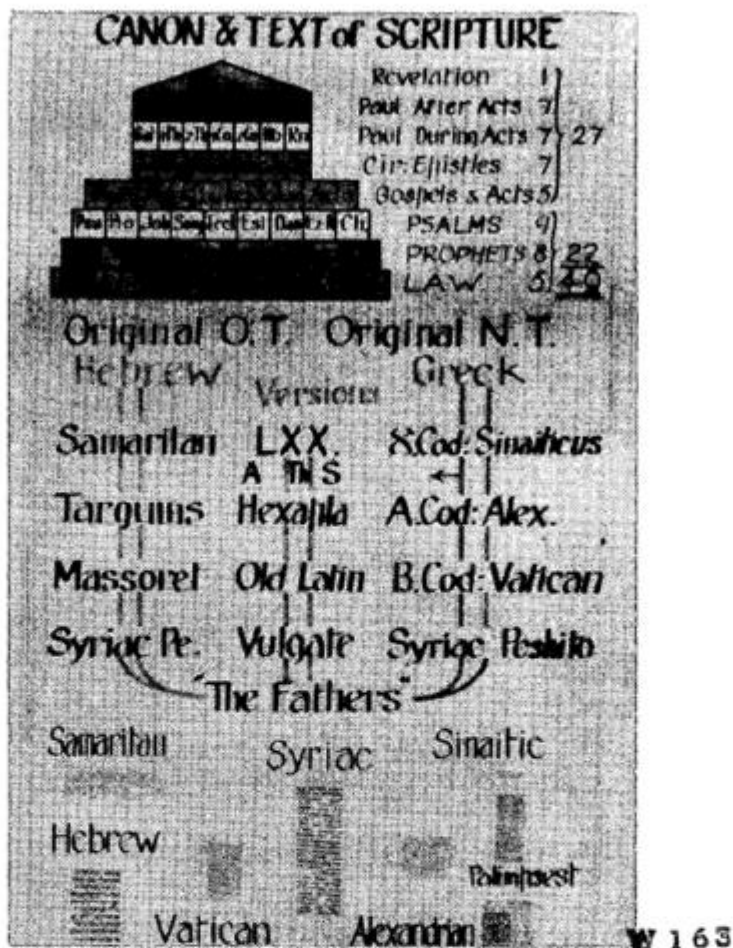 CANON & TEXT of SCRIPTURE
Revelation 1
Paul After Acts 7
Paul During Acts 7 27
Cir: Epistles 7
Gospels & Acts 5
PSALMS 9
PROPHETS 8 22
LAW 5
Original O.T. Original N.T.
Hebrew Greek
Versions
Samaritan LXX. א.Cod: Sinaiticus
A Th S
Targums Hexapla A.Cod: Alex.
Massoret Old Latin B.Cod: Vatican
Syriac Pe. Vulgate Syriac Peshito
"The Fathers"
Samaritan Syriac Sinaitic
Hebrew
Palimpsest
Vatican Alexandrian
W 163